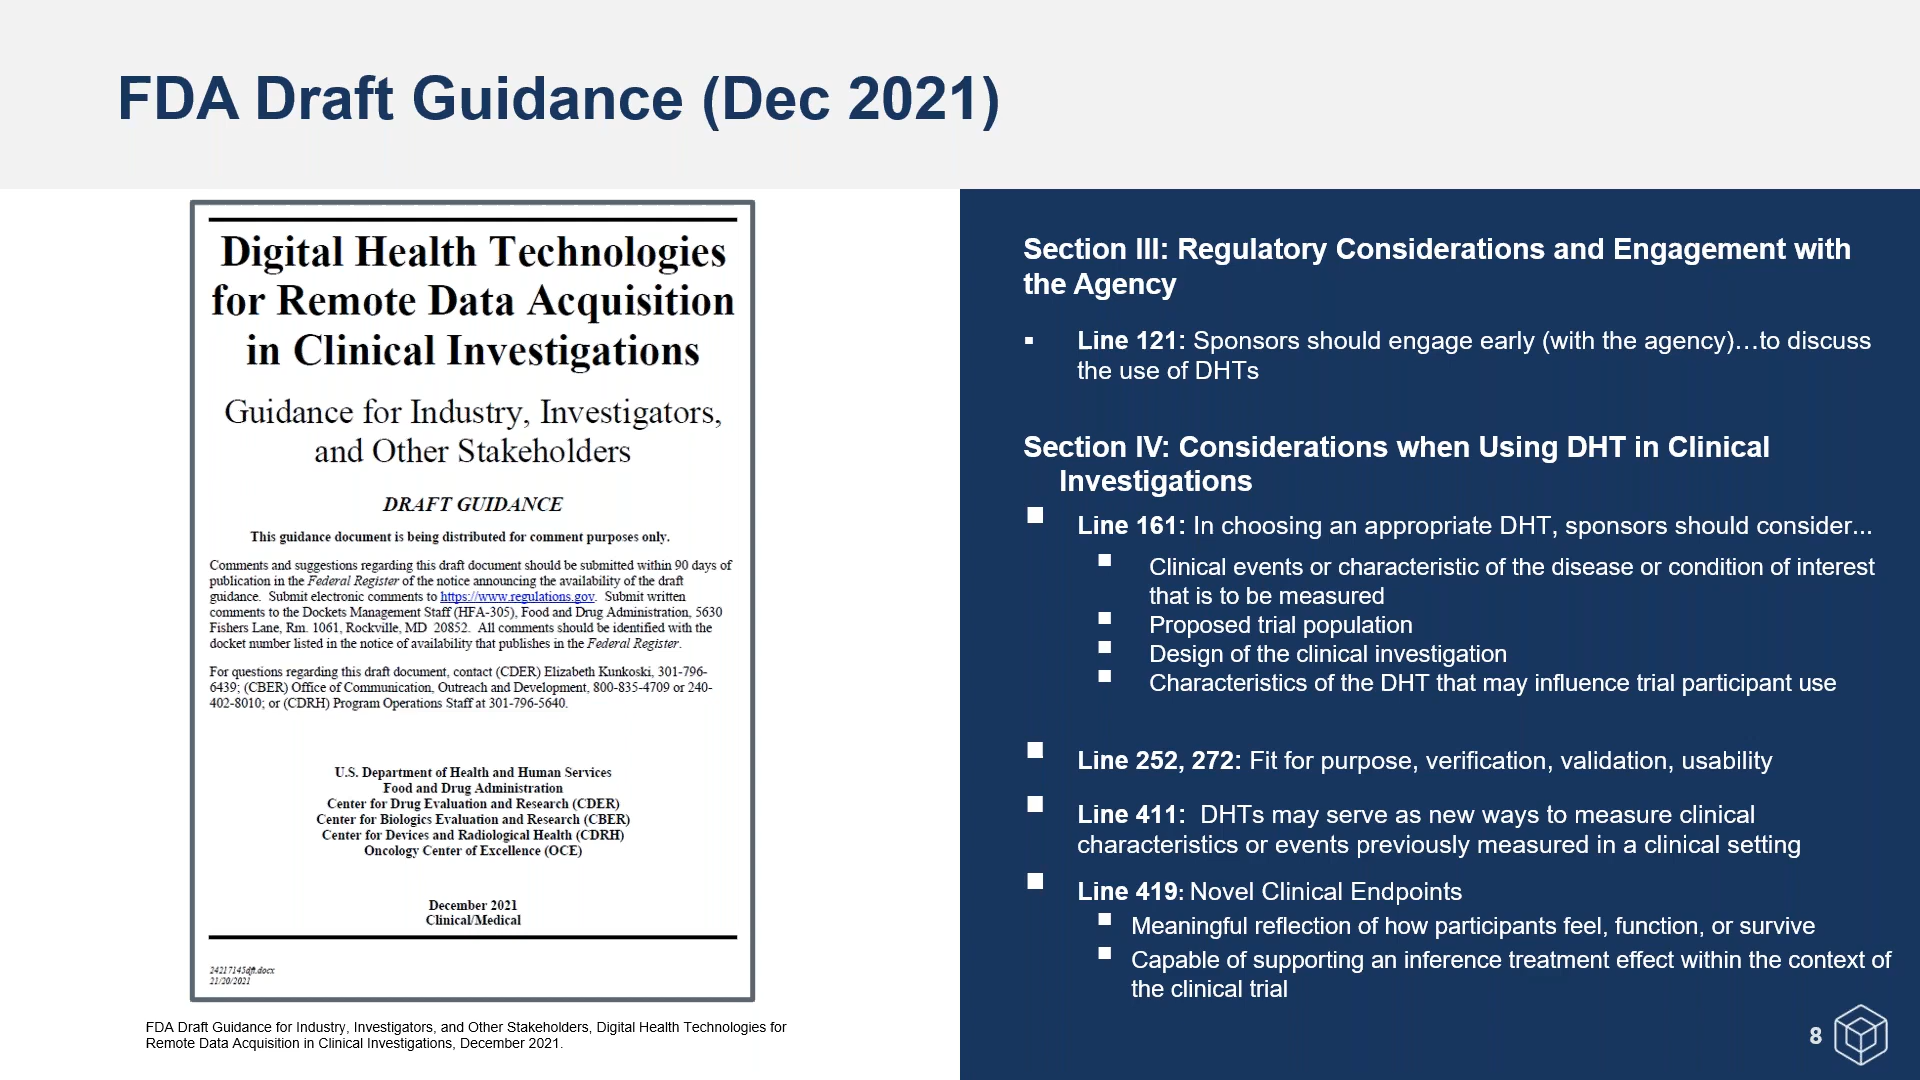 FDA Draft Guidance (Dec 2021)
Digital Health Technologies
for Remote Data Acquisition
in Clinical Investigations
Guidance for Industry, Investigators,
and Other Stakeholders
DRAFT GUIDANCE
This guidance document is being distributed for comment purposes only.
Comments and suggestions regarding this draft document should be submitted within 90 days of
publication in the Federal Register of the notice announcing the availability of the draft
guidance. Submit electronic comments to https://www.regulations.gov. Submit written
comments to the Dockets Management Staff (HFA-305), Food and Drug Administration, 5630
Fishers Lane, Rm. 1061, Rockville, MD 20852. All comments should be identified with the
docket number listed in the notice of availability that publishes in the Federal Register.
For questions regarding this draft document, contact (CDER) Elizabeth Kunkoski, 301-796-
6439; (CBER) Office of Communication, Outreach and Development, 800-835-4709 or 240-
402-8010; or (CDRH) Program Operations Staff at 301-796-5640.
U.S. Department of Health and Human Services
Food and Drug Administration
Center for Drug Evaluation and Research (CDER)
Center for Biologics Evaluation and Research (CBER)
Center for Devices and Radiological Health (CDRH)
Oncology Center of Excellence (OCE)
December 2021
Clinical/Medical
24217145dft.docx
21/20/2021
FDA Draft Guidance for Industry, Investigators, and Other Stakeholders, Digital Health Technologies for
Remote Data Acquisition in Clinical Investigations, December 2021.
Section III: Regulatory Considerations and Engagement with
the Agency
▪ Line 121: Sponsors should engage early (with the agency)…to discuss
the use of DHTs
Section IV: Considerations when Using DHT in Clinical
Investigations
▪ Line 161: In choosing an appropriate DHT, sponsors should consider...
▪ Clinical events or characteristic of the disease or condition of interest
that is to be measured
▪ Proposed trial population
▪ Design of the clinical investigation
▪ Characteristics of the DHT that may influence trial participant use
▪ Line 252, 272: Fit for purpose, verification, validation, usability
▪ Line 411: DHTs may serve as new ways to measure clinical
characteristics or events previously measured in a clinical setting
▪ Line 419: Novel Clinical Endpoints
▪ Meaningful reflection of how participants feel, function, or survive
▪ Capable of supporting an inference treatment effect within the context of
the clinical trial
8